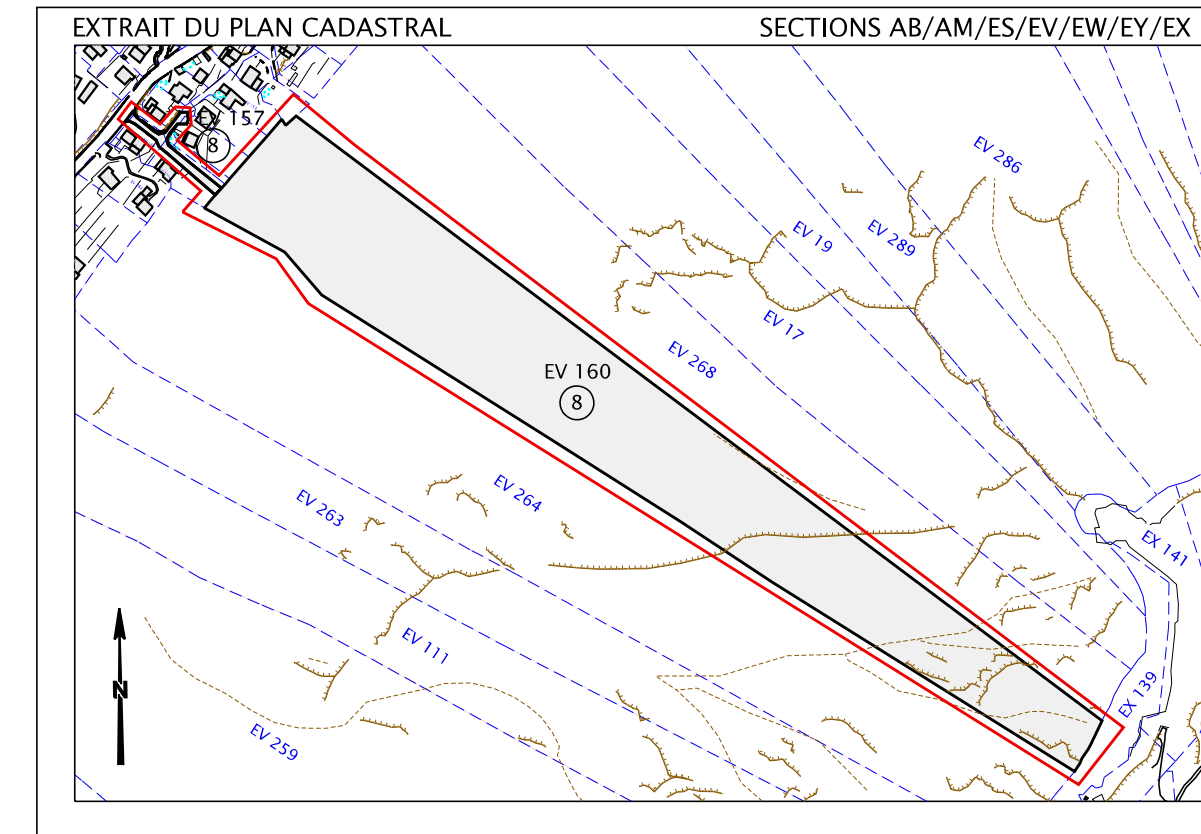 EXTRAIT DU PLAN CADASTRAL
SECTIONS AB/AM/ES/EV/EW/EY/EX
EV 157
8
EV 286
EV 19
EV 289
EV 17
EV 268
EV 160
8
EV 264
EV 263
EX 141
EV 111
EX 139
N
EV 259